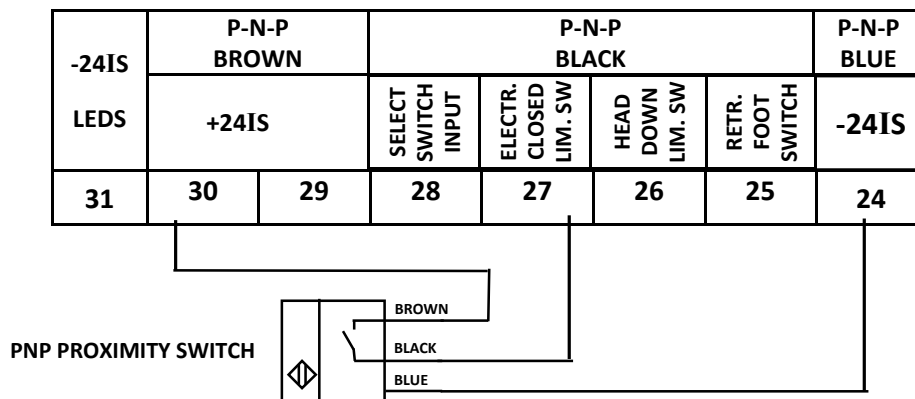 P-N-P
P-N-P
P-N-P
BROWN
BLACK
BLUE
-24IS
LEDS
+24IS
SELECT
SWITCH
INPUT
ELECTR.
CLOSED
LIM. SW
HEAD
DOWN
LIM. SW
RETR.
FOOT
SWITCH
-24IS
31
30
29
28
27
26
25
24
BROWN
PNP PROXIMITY SWITCH
BLACK
BLUE